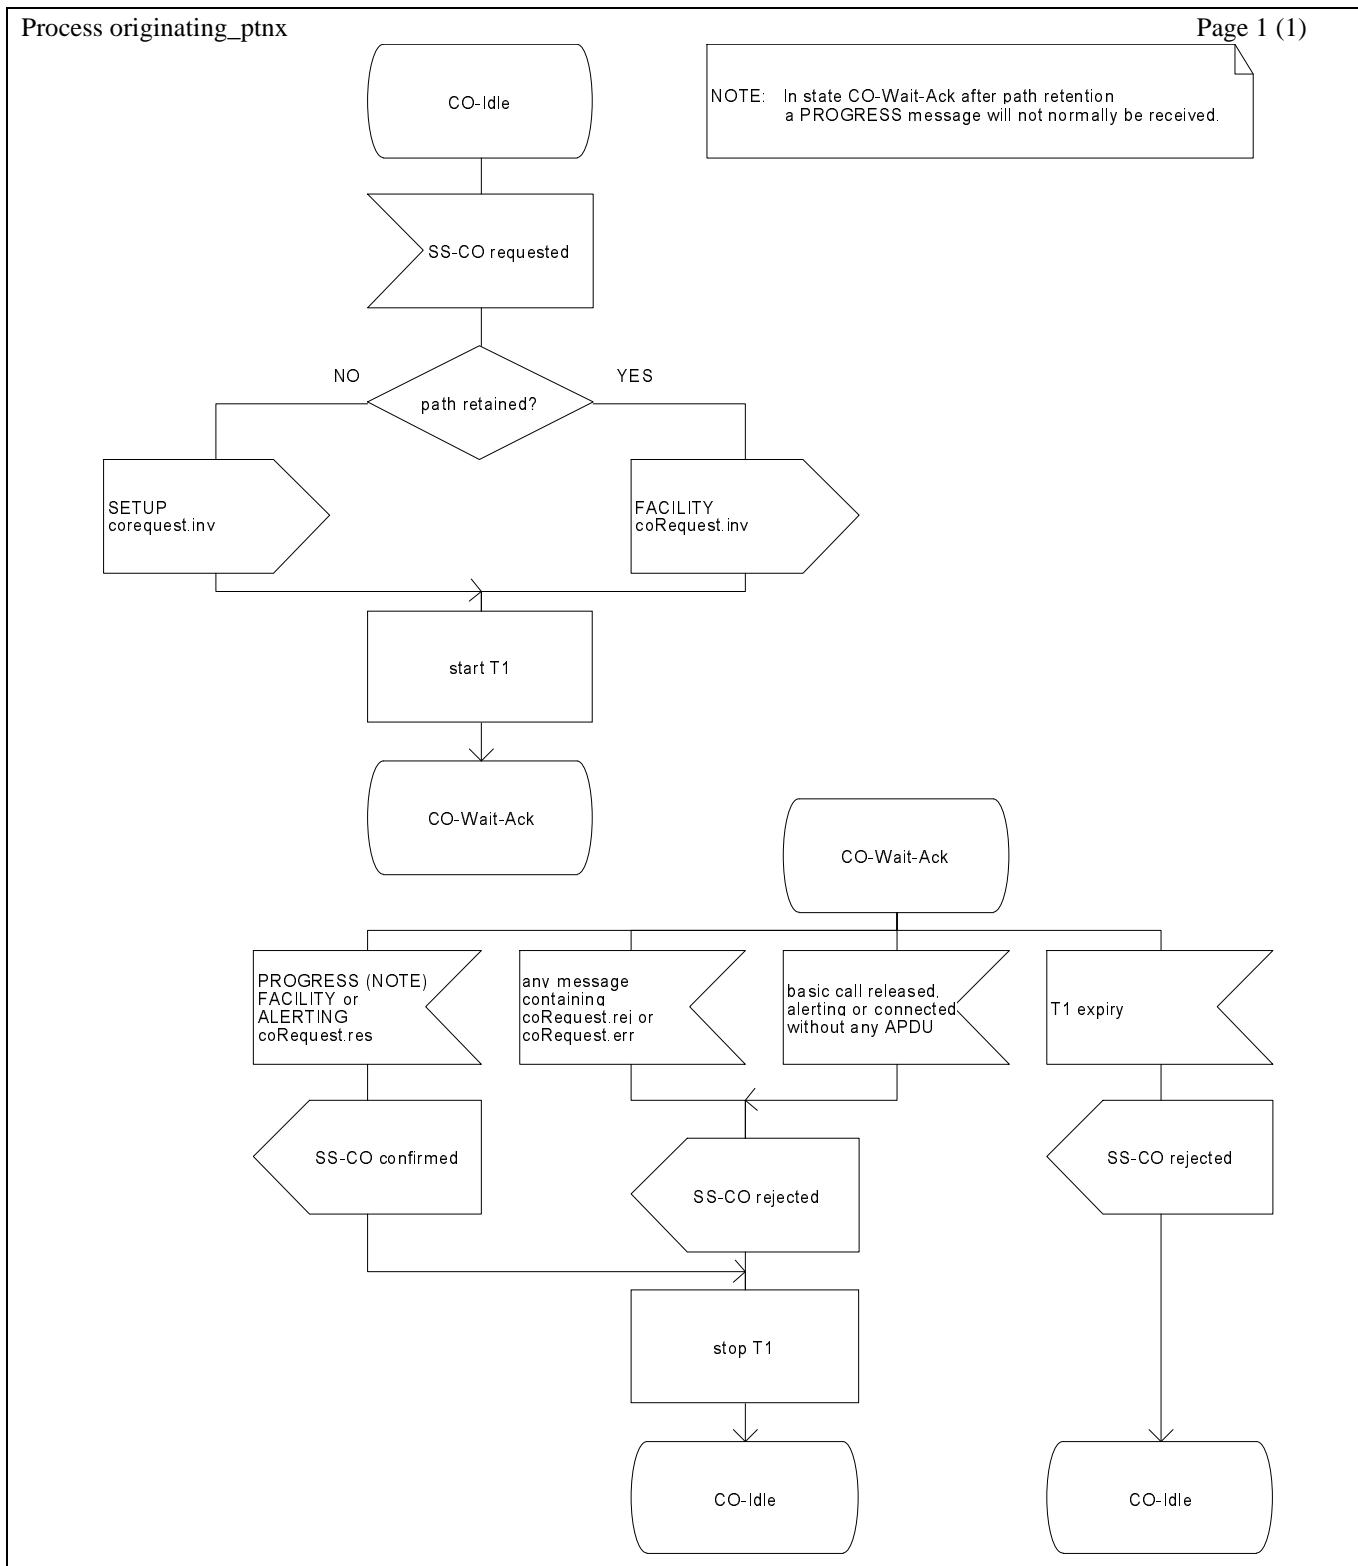 Process originating_ptnx
Page 1 (1)
CO-Idle
NOTE: In state CO-Wait-Ack after path retention
a PROGRESS message will not normally be received.
SS-CO requested
NO
YES
path retained?
SETUP
corequest.inv
FACILITY
coRequest.inv
start T1
CO-Wait-Ack
CO-Wait-Ack
PROGRESS (NOTE)
FACILITY or
ALERTING
coRequest.res
any message
containing
coRequest.rej or
coRequest.err
basic call released,
alerting or connected
without any APDU
T1 expiry
SS-CO confirmed
SS-CO rejected
SS-CO rejected
stop T1
CO-Idle
CO-Idle